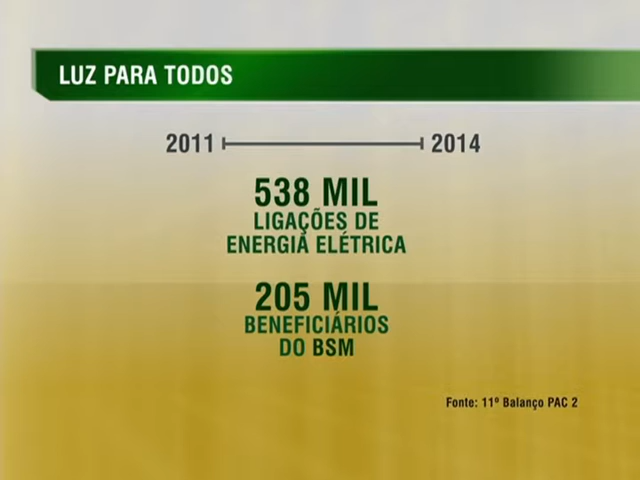 LUZ PARA TODOS
2011 2014
538 MIL
LIGAÇÕES DE
ENERGIA ELÉTRICA
205 MIL
BENEFICIÁRIOS
DO BSM
Fonte: 11º Balanço PAC 2